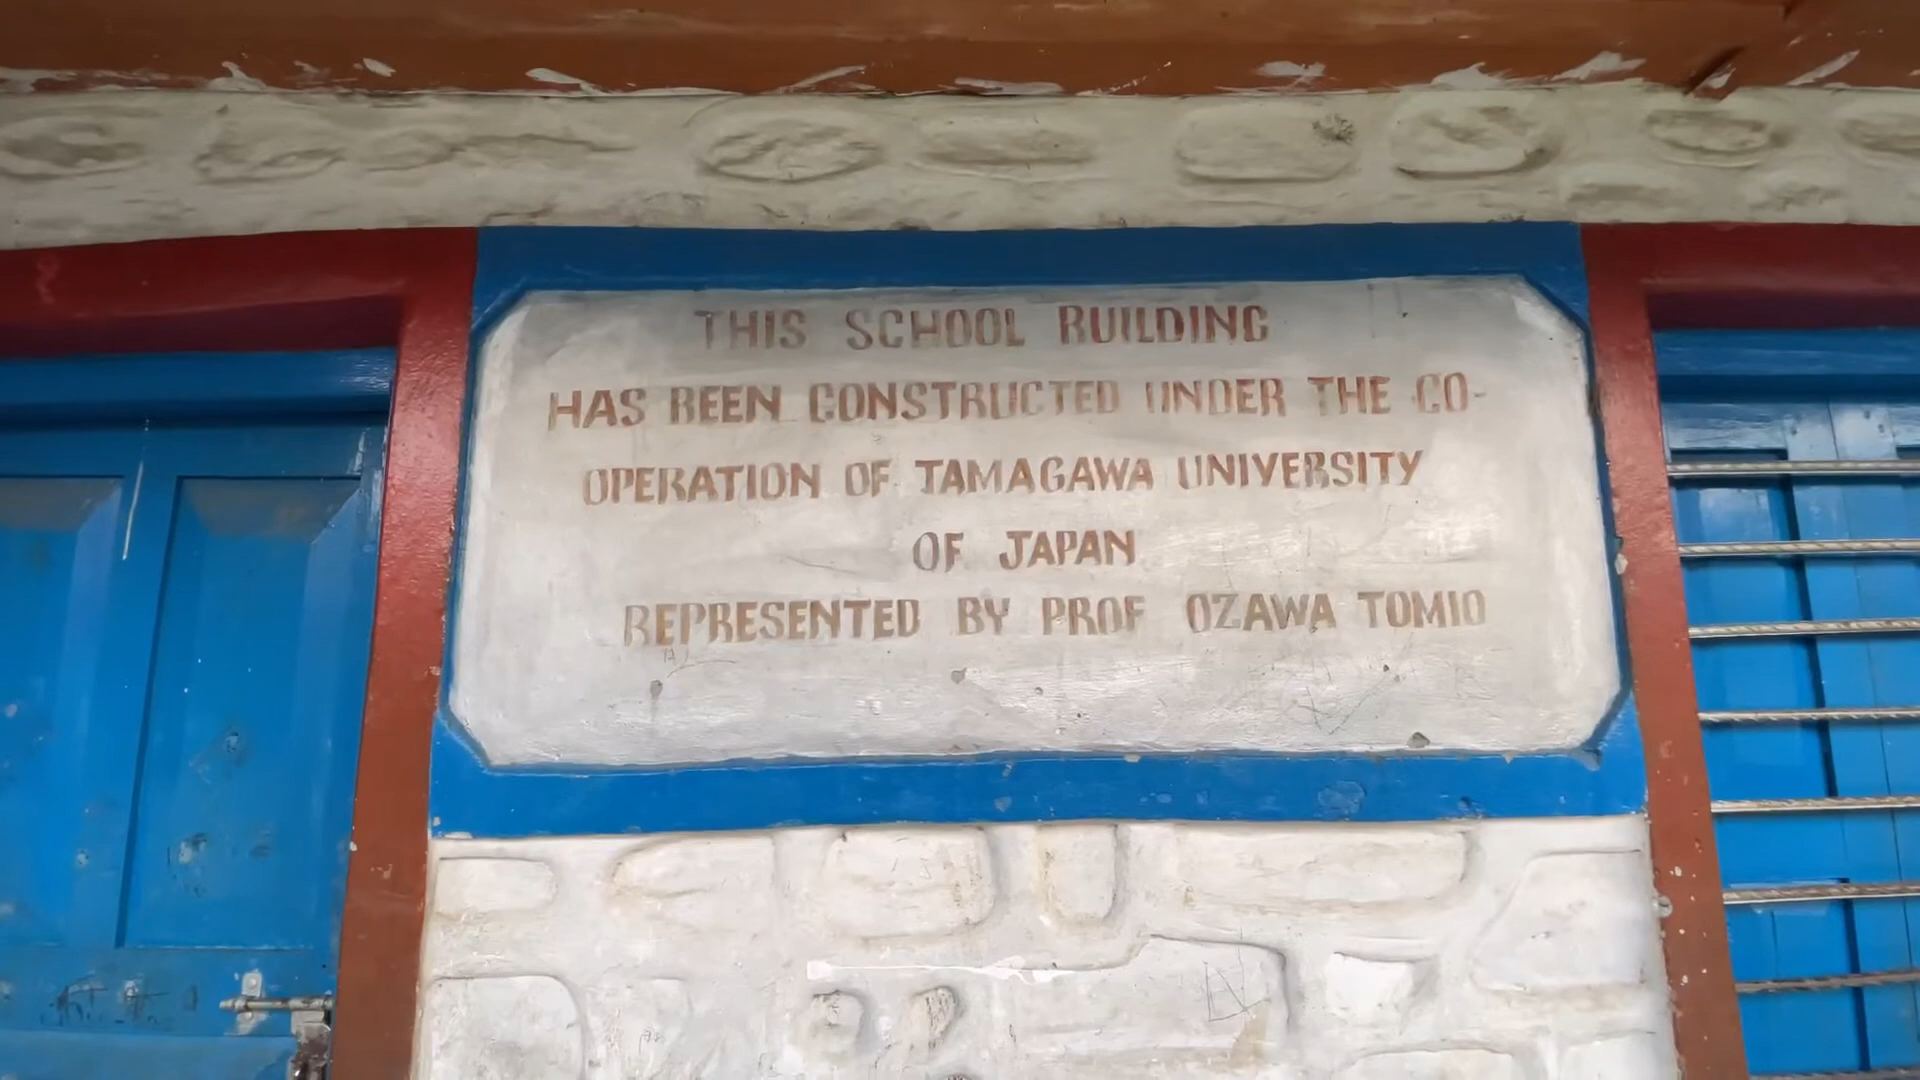 THIS SCHOOL BUILDING
HAS BEEN CONSTRUCTED UNDER THE CO-
OPERATION OF TAMAGAWA UNIVERSITY
OF JAPAN
REPRESENTED BY PROF OZAWA TOMIO